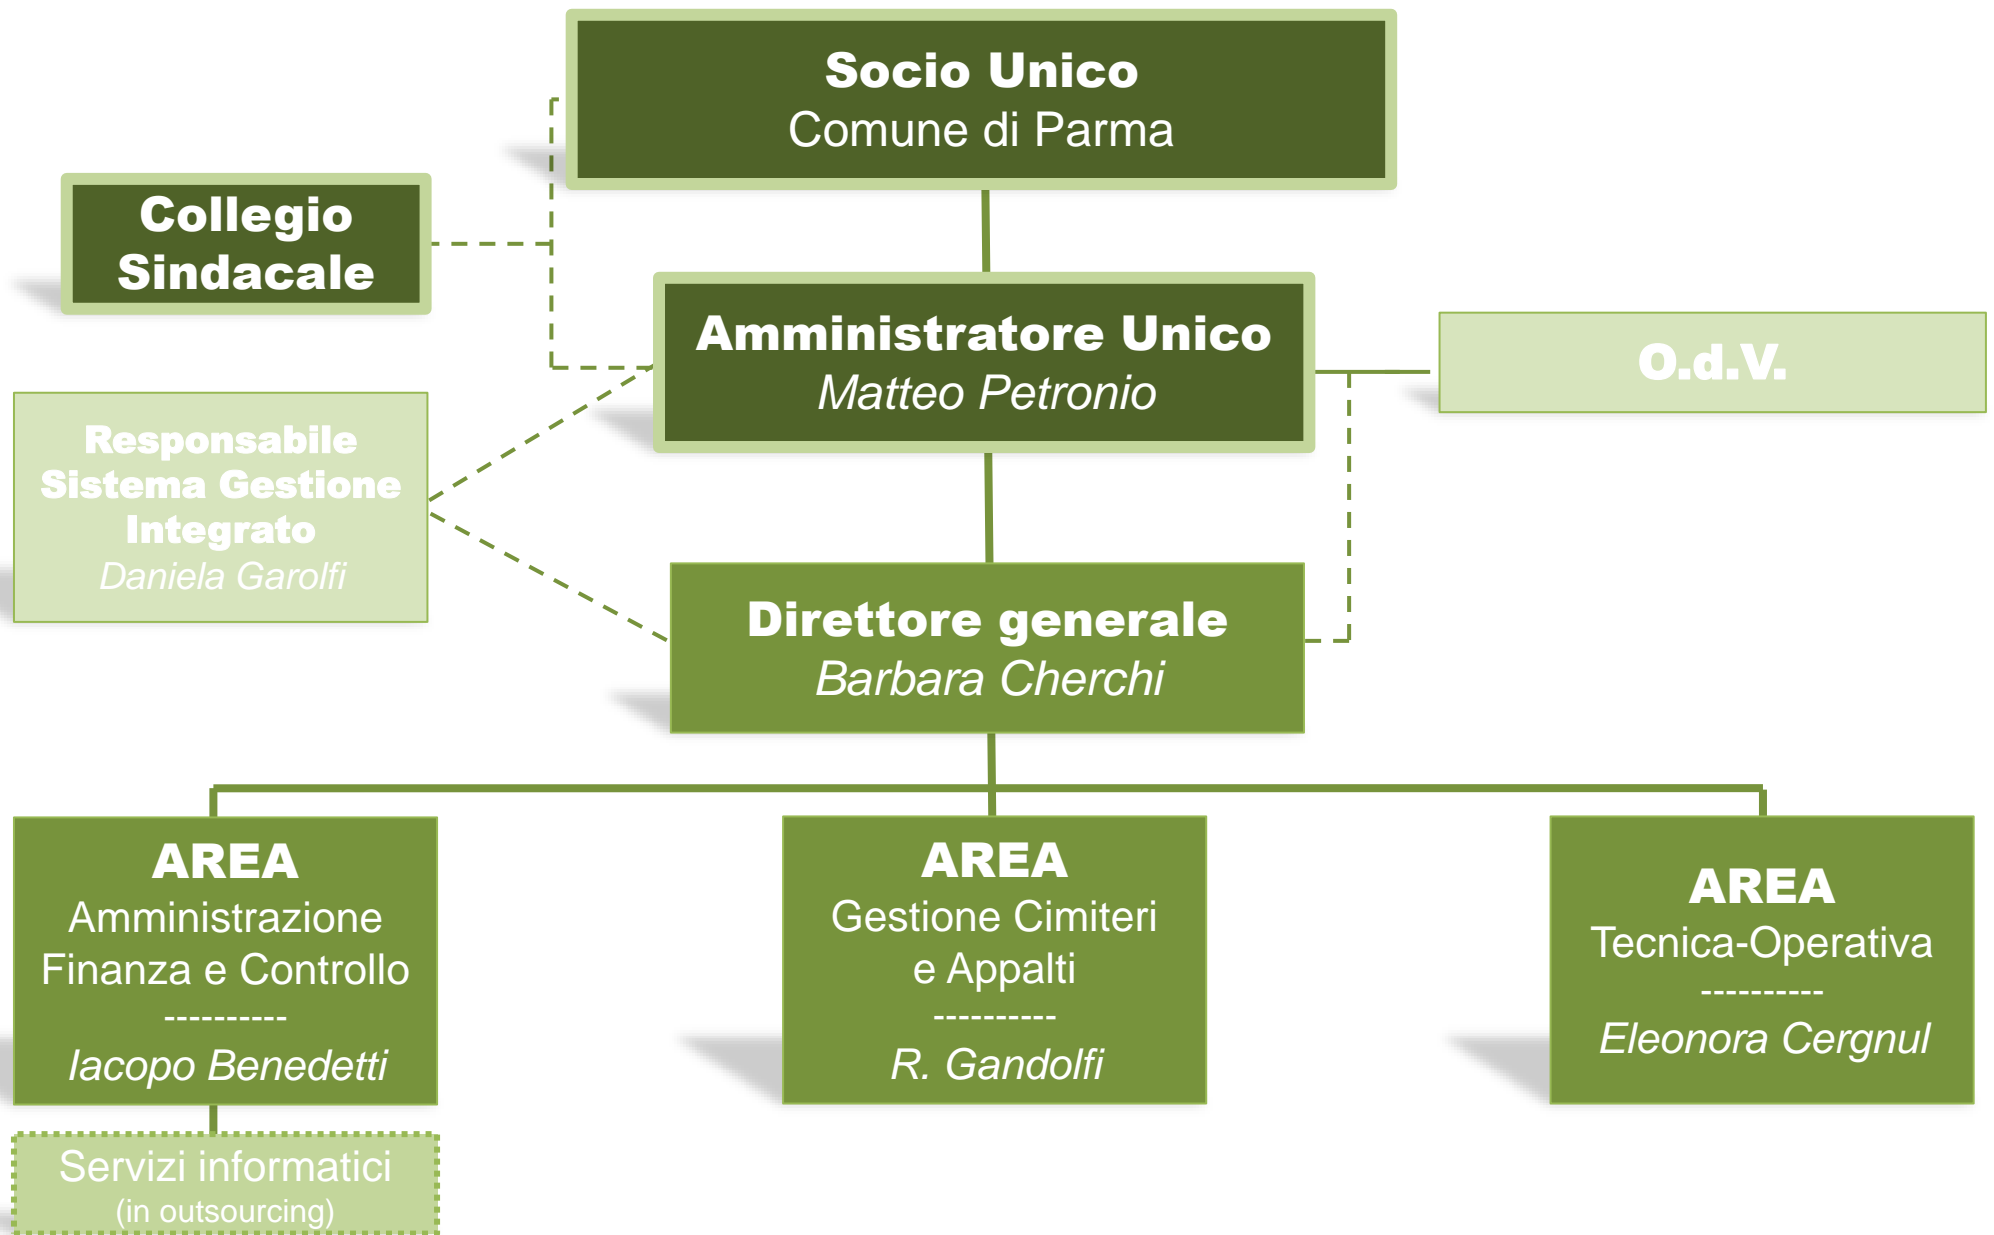 Socio Unico
Comune di Parma
Collegio
Sindacale
Amministratore Unico
Matteo Petronio
O.d.V.
Responsabile
Sistema Gestione
Integrato
Daniela Garolfi
Direttore generale
Barbara Cherchi
AREA
Amministrazione
Finanza e Controllo
----------
Iacopo Benedetti
AREA
Gestione Cimiteri
e Appalti
----------
R. Gandolfi
AREA
Tecnica-Operativa
----------
Eleonora Cergnul
Servizi informatici
(in outsourcing)